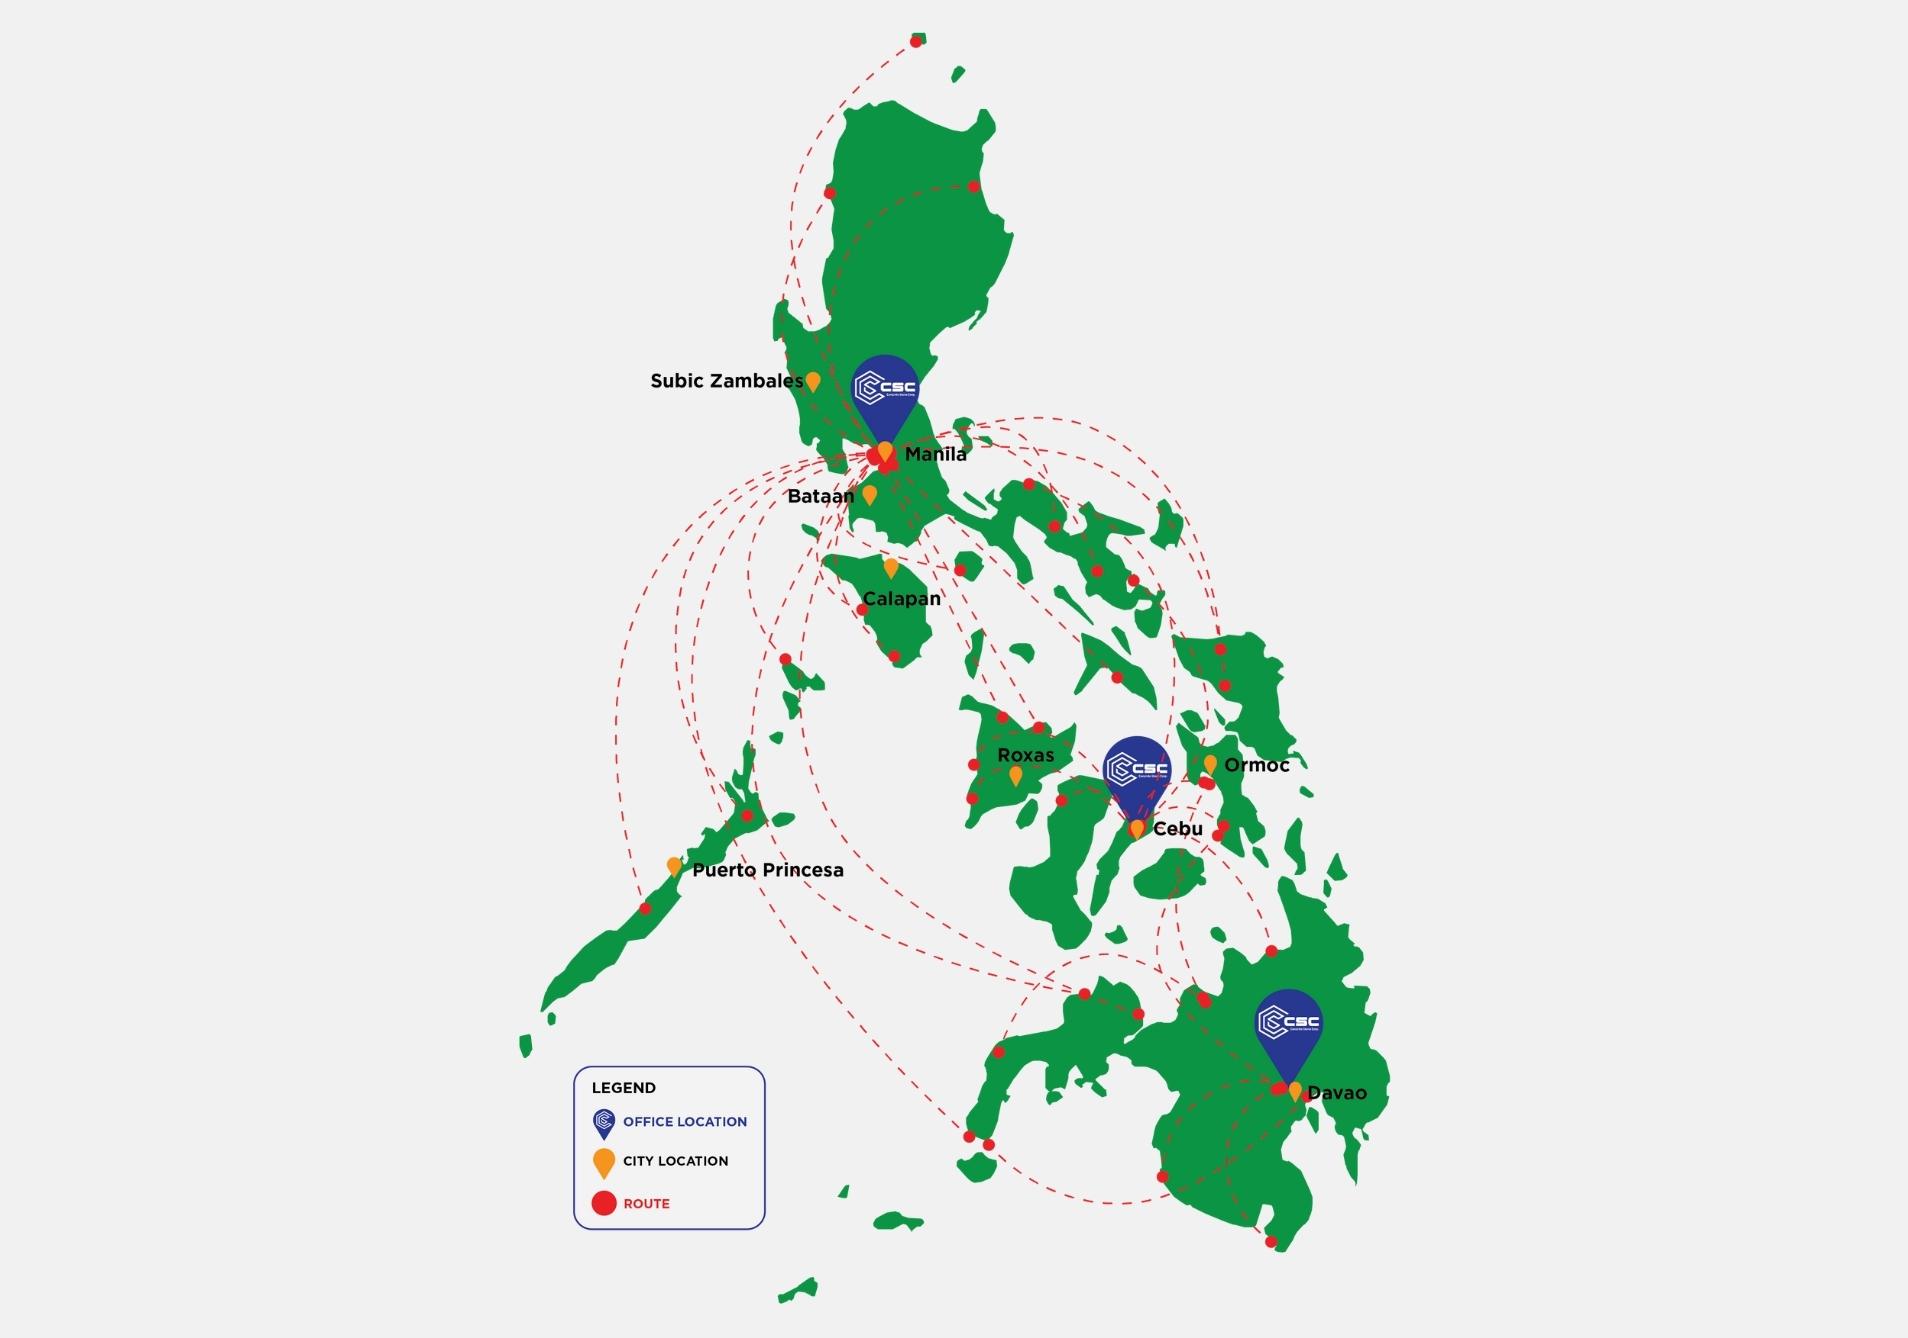 Subic Zambales
CSC
Manila
Bataan
Calapan
Roxas
CSC
Ormoc
Cebu
Puerto Princesa
CSC
Davao
LEGEND
OFFICE LOCATION
CITY LOCATION
ROUTE